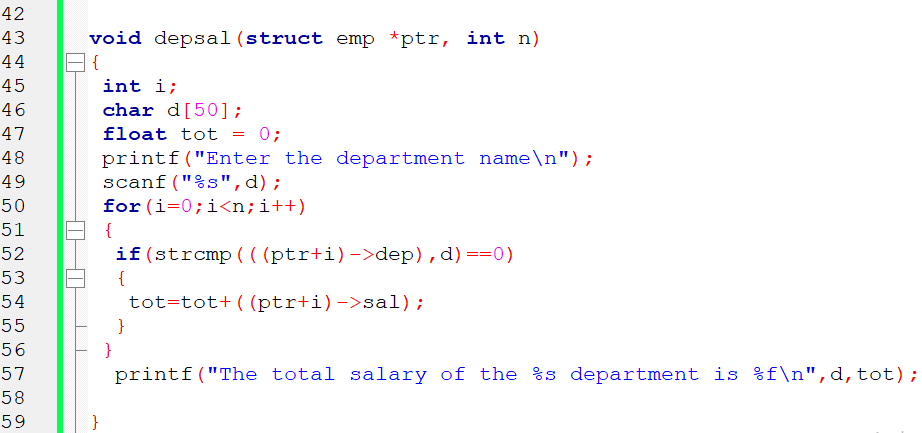 42
43 void depsal(struct emp *ptr, int n)
44 {
45 int i;
46 char d[50];
47 float tot = 0;
48 printf("Enter the department name\n");
49 scanf("%s",d);
50 for(i=0;i<n;i++)
51 {
52 if(strcmp(((ptr+i)->dep),d)==0)
53 {
54 tot=tot+((ptr+i)->sal);
55 }
56 }
57 printf("The total salary of the %s department is %f\n",d,tot);
58
59 }